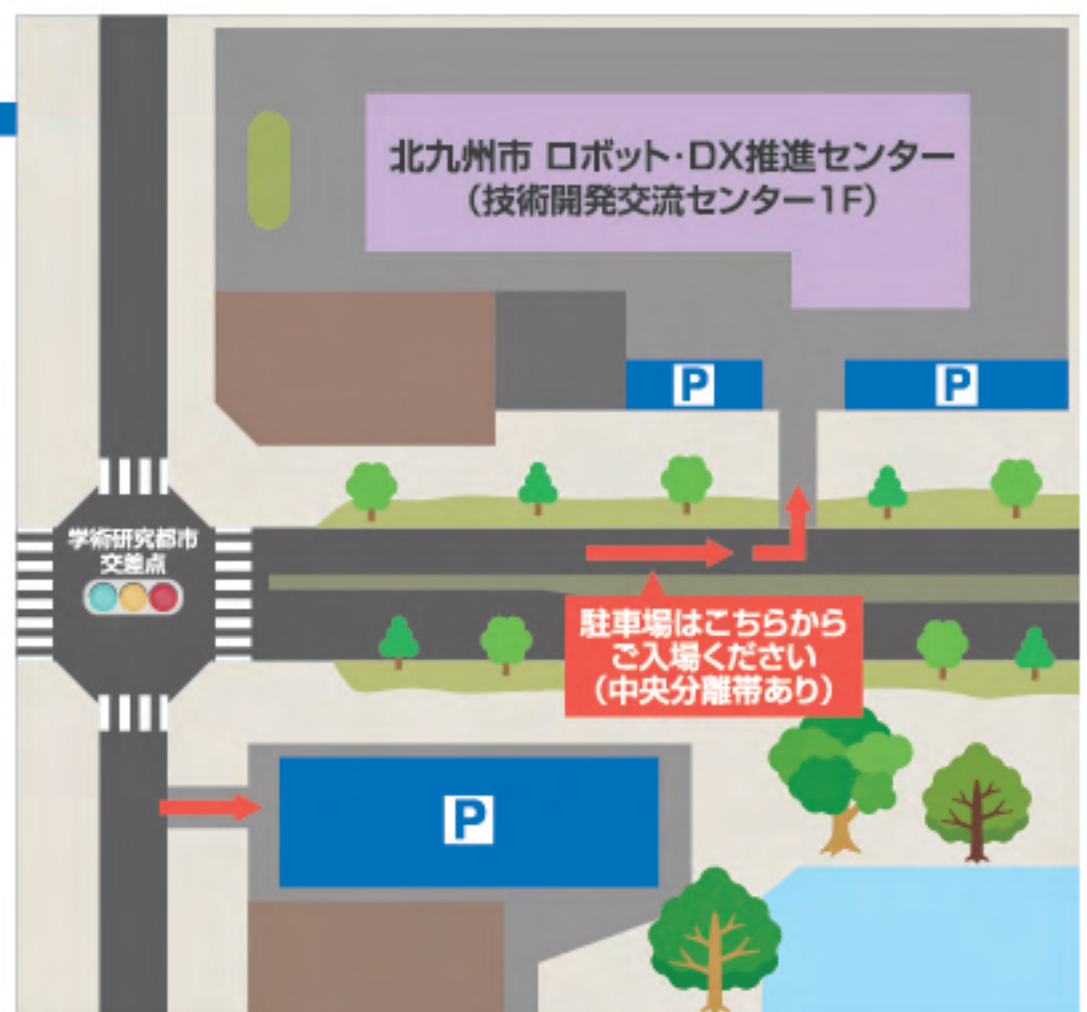 北九州市 ロボット・DX推進センター
（技術開発交流センター1F）
P
P
学術研究都市
交差点
駐車場はこちらから
ご入場ください
（中央分離帯あり）
P